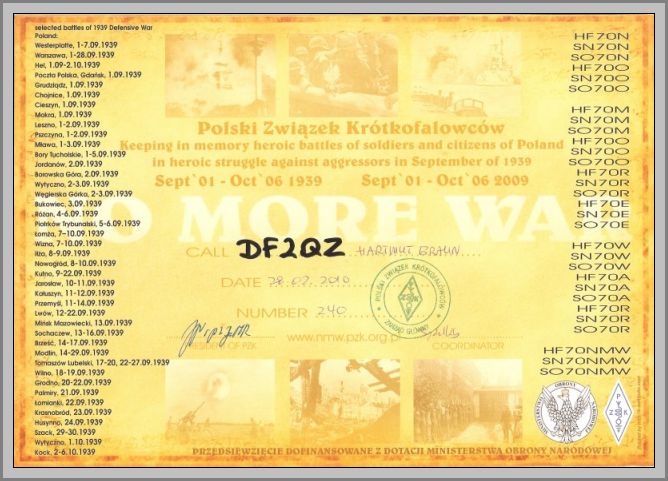 selected battles of 1939 Defensive War
Poland:
Westerplatte, 1-7.09.1939
Warszawa, 1-28.09.1939
Hel, 1.09-2.10.1939
Poczta Polska, Gdańsk, 1.09.1939
Grudziądz, 1.09.1939
Chojnice, 1.09.1939
Cieszyn, 1.09.1939
Mokra, 1.09.1939
Leszno, 1-2.09.1939
Pszczyna, 1-2.09.1939
Mława, 1-3.09.1939
Bory Tucholskie, 1-5.09.1939
Jordanów, 2.09.1939
Borowska Góra, 2.09.1939
Wytyczno, 2-3.09.1939
Węgierska Górka, 2-3.09.1939
Bukowiec, 3.09.1939
Różan, 4-6.09.1939
Piotrków Trybunalski, 5-6.09.1939
Łomża, 7-10.09.1939
Wizna, 7-10.09.1939
Iłża, 8-9.09.1939
Nowogród, 8-10.09.1939
Kutno, 9-22.09.1939
Jarosław, 10-11.09.1939
Kałuszyn, 11-12.09.1939
Przemyśl, 11-14.09.1939
Lwów, 12-22.09.1939
Mińsk Mazowiecki, 13.09.1939
Sochaczew, 13-16.09.1939
Brześć, 14-17.09.1939
Modlin, 14-29.09.1939
Tomaszów Lubelski, 17-20, 22-27.09.1939
Wilno, 18-19.09.1939
Grodno, 20-22.09.1939
Palmiry, 21.09.1939
Łomianki, 22.09.1939
Krasnobród, 23.09.1939
Husynno, 24.09.1939
Szack, 29-30.1939
Wytyczno, 1.10.1939
Kock, 2-6.10.1939
Polski Związek Krótkofalowców
Keeping in memory heroic battles of soldiers and citizens of Poland
in heroic struggle against aggressors in September of 1939
Sept`01 - Oct`06 1939 Sept`01 - Oct`06 2009
O MORE WA
CALL DF2QZ HARTMUT BRAUN
DATE 28.02.2010
NUMBER 240
POLSKI ZWIĄZEK KRÓTKOFALOWCÓW
ZARZĄD GŁÓWNY
PRESIDENT OF PZK
www.nmw.pzk.org.pl
COORDINATOR
HF70N
SN70N
SO70N
HF70O
SN70O
SO70O
HF70M
SN70M
SO70M
HF70O
SN70O
SO70O
HF70R
SN70R
SO70R
HF70E
SN70E
SO70E
HF70W
SN70W
SO70W
HF70A
SN70A
SO70A
HF70R
SN70R
SO70R
HF70NMW
SN70NMW
SO70NMW
MINISTERSTWO OBRONY NARODOWEJ
P
Z K
PRZEDSIĘWZIĘCIE DOFINANSOWANE Z DOTACJI MINISTERSTWA OBRONY NARODOWEJ